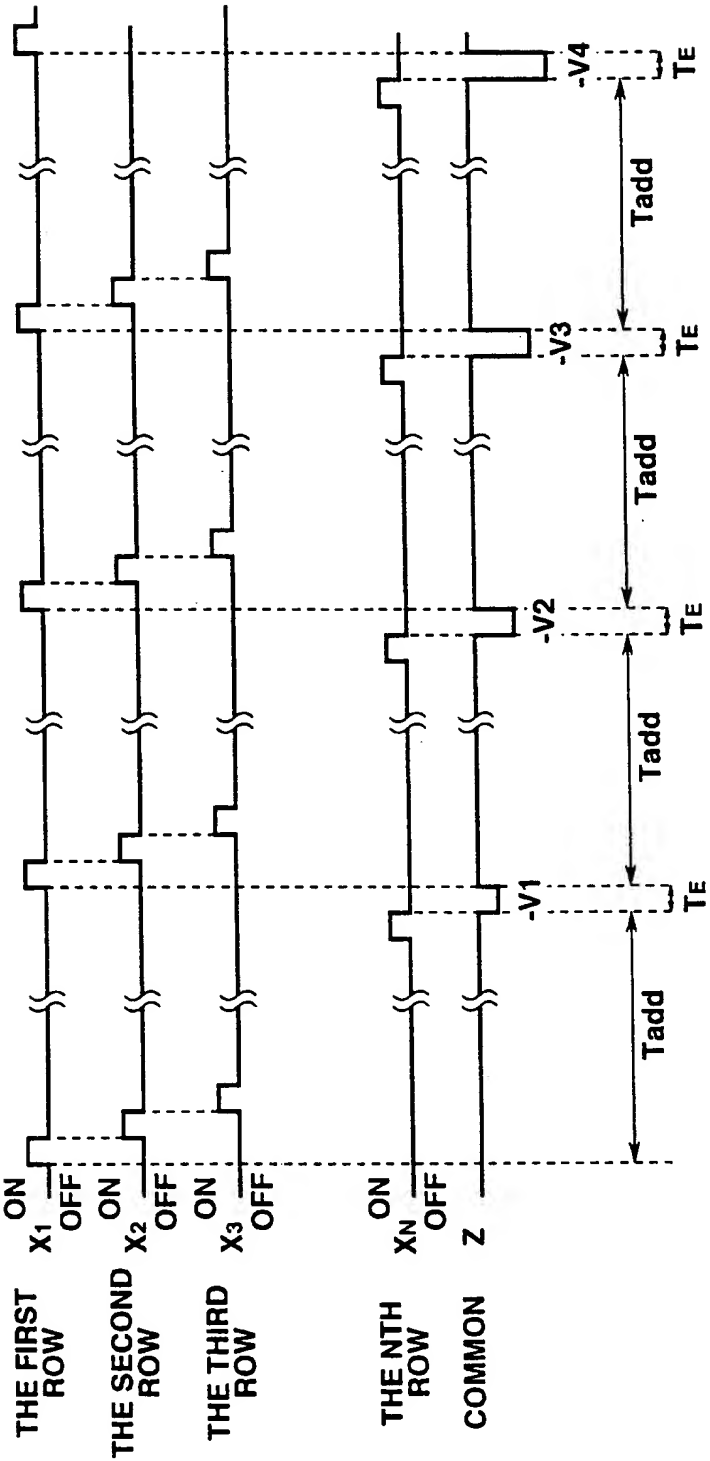 THE FIRST
ROW
X1
ON
OFF
THE SECOND
ROW
X2
ON
OFF
THE THIRD
ROW
X3
ON
OFF
THE NTH
ROW
XN
ON
OFF
COMMON
Z
-V1
-V2
-V3
-V4
Tadd
TE
Tadd
TE
Tadd
TE
Tadd
TE